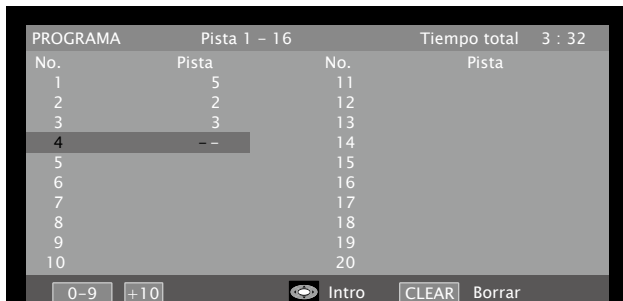 PROGRAMA Pista 1 – 16 Tiempo total 3 : 32
No. Pista No. Pista
1 5 11
2 2 12
3 3 13
4 – – 14
5 15
6 16
7 17
8 18
9 19
10 20
0–9 +10 Intro CLEAR Borrar